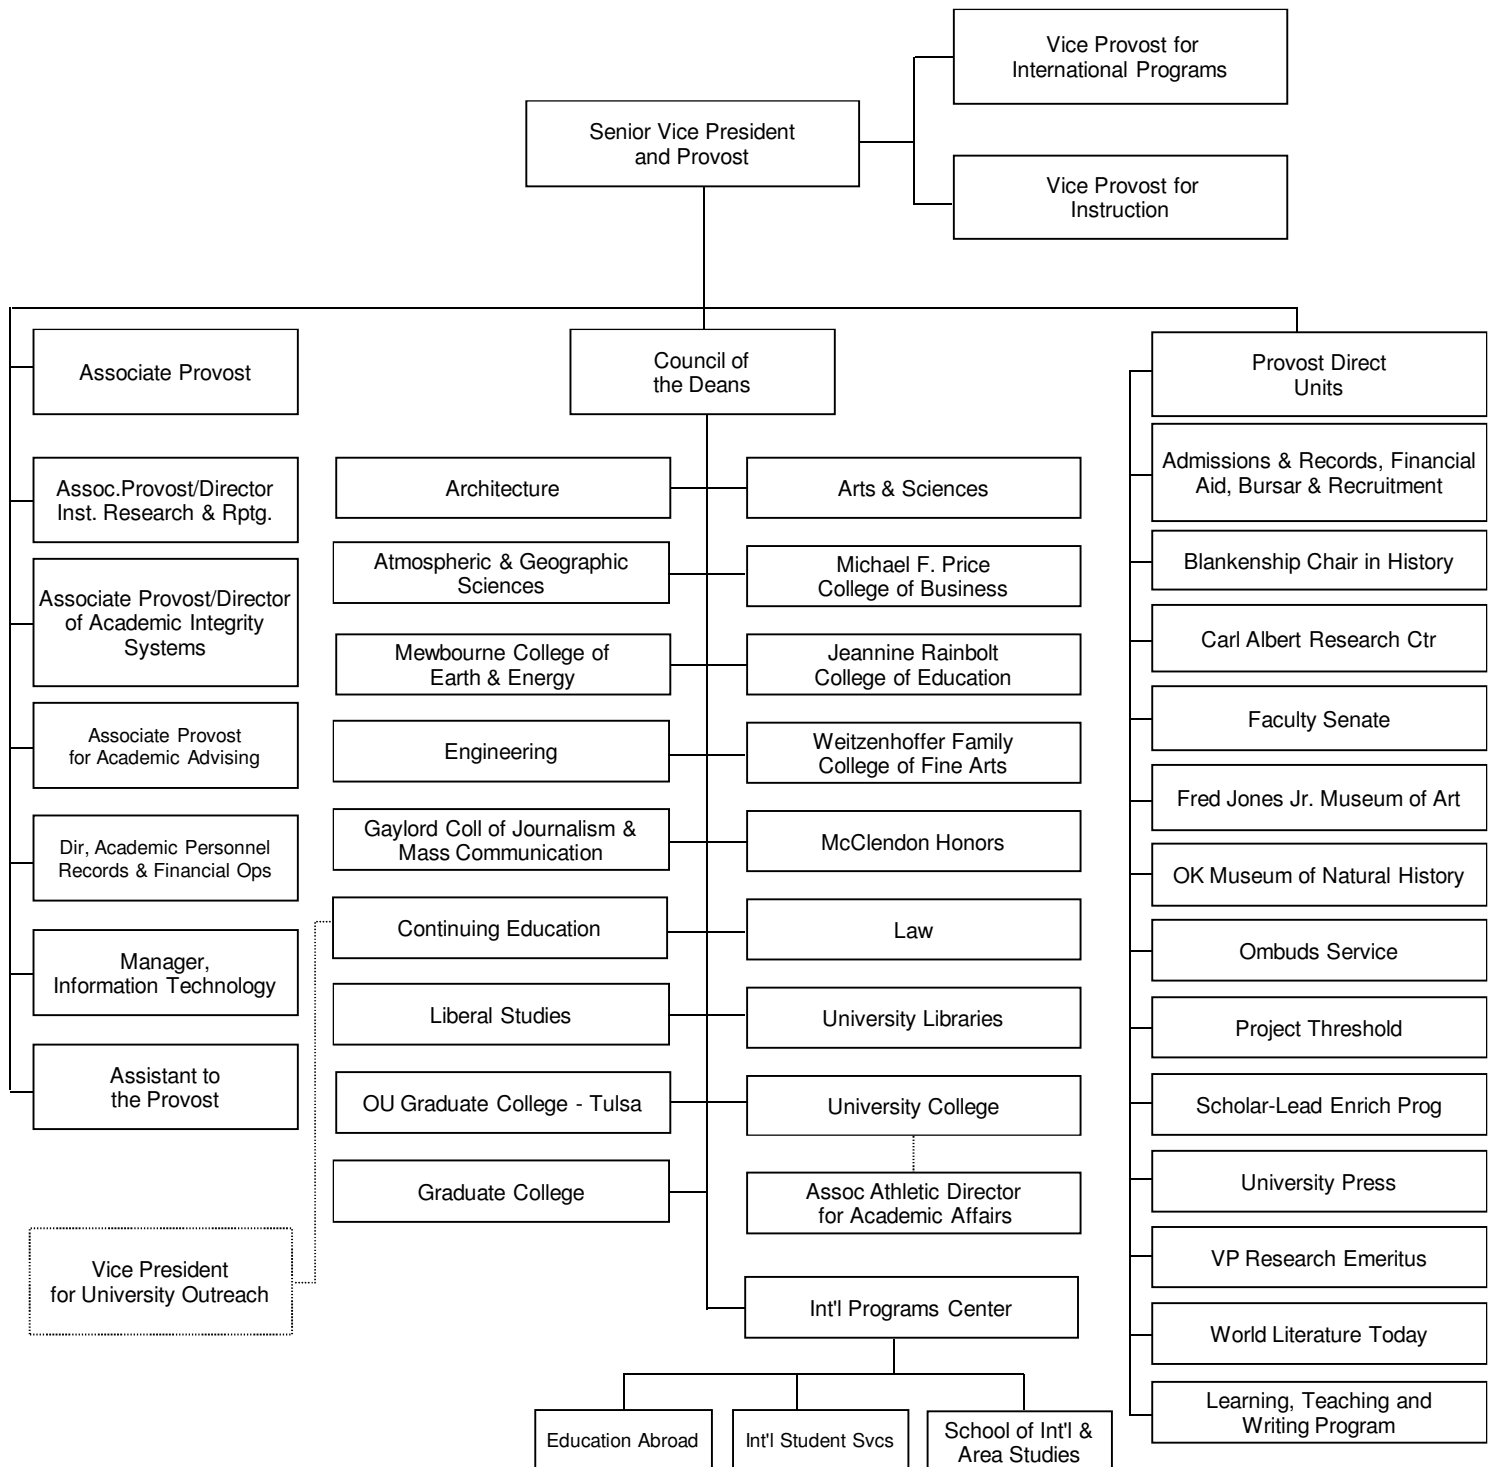 Vice Provost for
International Programs
Senior Vice President
and Provost
Vice Provost for
Instruction
Associate Provost
Assoc.Provost/Director
Inst. Research & Rptg.
Associate Provost/Director
of Academic Integrity
Systems
Associate Provost
for Academic Advising
Dir, Academic Personnel
Records & Financial Ops
Manager,
Information Technology
Assistant to
the Provost
Vice President
for University Outreach
Council of
the Deans
Architecture
Arts & Sciences
Atmospheric & Geographic
Sciences
Michael F. Price
College of Business
Mewbourne College of
Earth & Energy
Jeannine Rainbolt
College of Education
Engineering
Weitzenhoffer Family
College of Fine Arts
Gaylord Coll of Journalism &
Mass Communication
McClendon Honors
Continuing Education
Law
Liberal Studies
University Libraries
OU Graduate College - Tulsa
University College
Graduate College
Assoc Athletic Director
for Academic Affairs
Int'l Programs Center
Education Abroad
Int'l Student Svcs
School of Int'l &
Area Studies
Provost Direct
Units
Admissions & Records, Financial
Aid, Bursar & Recruitment
Blankenship Chair in History
Carl Albert Research Ctr
Faculty Senate
Fred Jones Jr. Museum of Art
OK Museum of Natural History
Ombuds Service
Project Threshold
Scholar-Lead Enrich Prog
University Press
VP Research Emeritus
World Literature Today
Learning, Teaching and
Writing Program